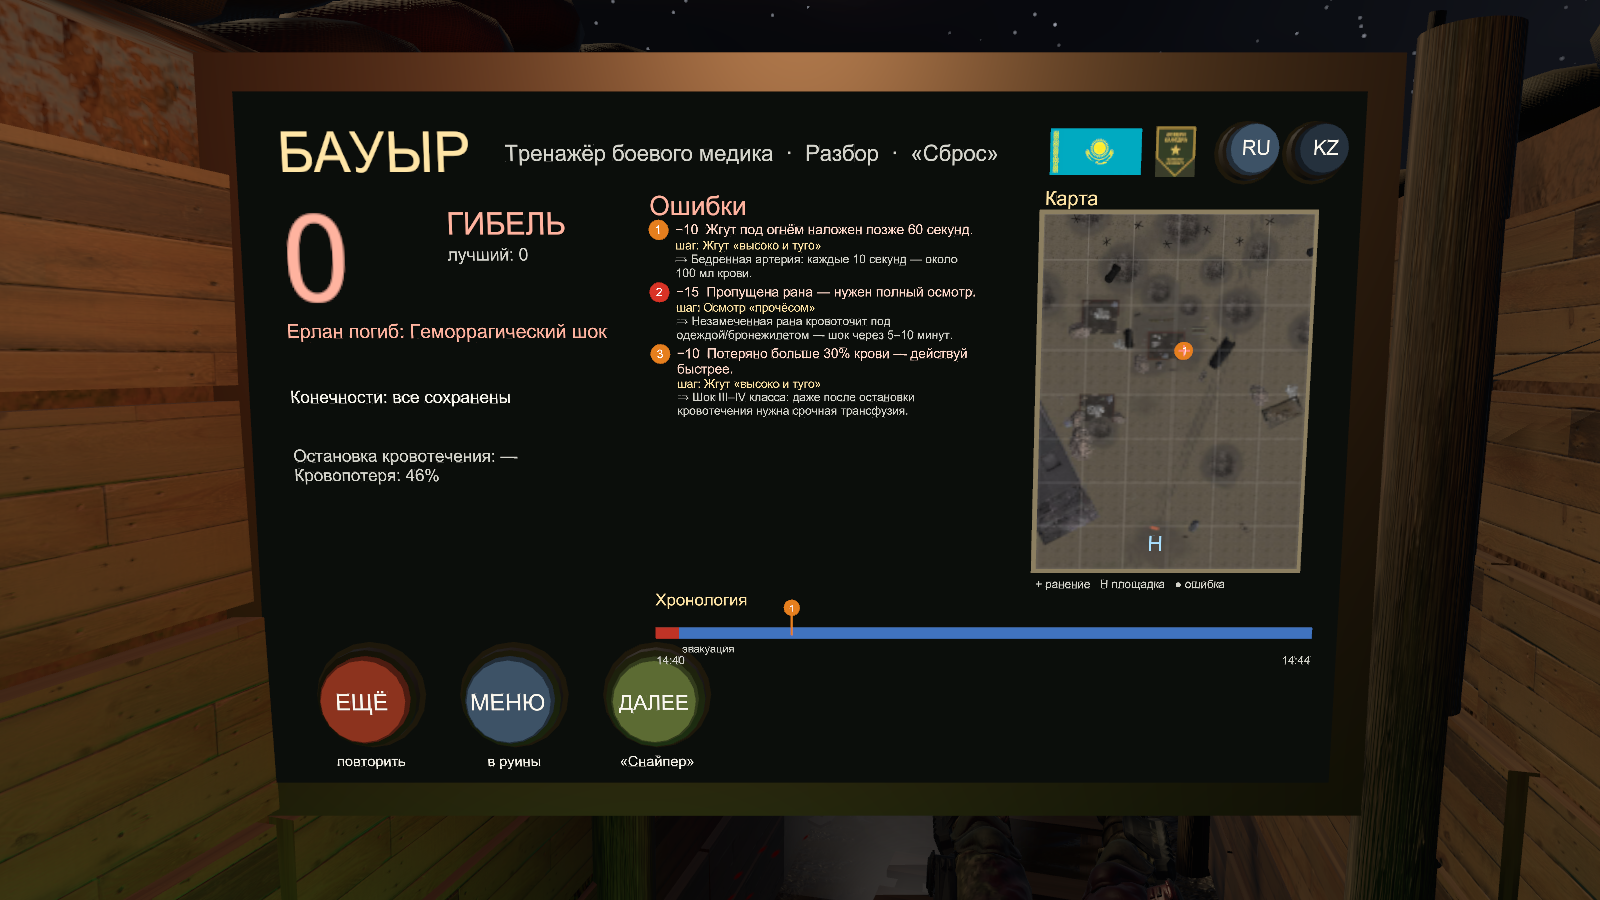 БАУЫР
Тренажёр боевого медика · Разбор · «Сброс»
RU
KZ
0
ГИБЕЛЬ
лучший: 0
Ерлан погиб: Геморрагический шок
Конечности: все сохранены
Остановка кровотечения: —
Кровопотеря: 46%
Ошибки
1 −10 Жгут под огнём наложен позже 60 секунд.
шаг: Жгут «высоко и туго»
⇒ Бедренная артерия: каждые 10 секунд — около
100 мл крови.
2 −15 Пропущена рана — нужен полный осмотр.
шаг: Осмотр «прочёсом»
⇒ Незамеченная рана кровоточит под
одеждой/бронежилетом — шок через 5–10 минут.
3 −10 Потеряно больше 30% крови — действуй
быстрее.
шаг: Жгут «высоко и туго»
⇒ Шок III–IV класса: даже после остановки
кровотечения нужна срочная трансфузия.
Карта
1
H
+ ранение H площадка ● ошибка
Хронология
1
эвакуация
14:40
14:44
ЕЩЁ
МЕНЮ
ДАЛЕЕ
повторить
в руины
«Снайпер»